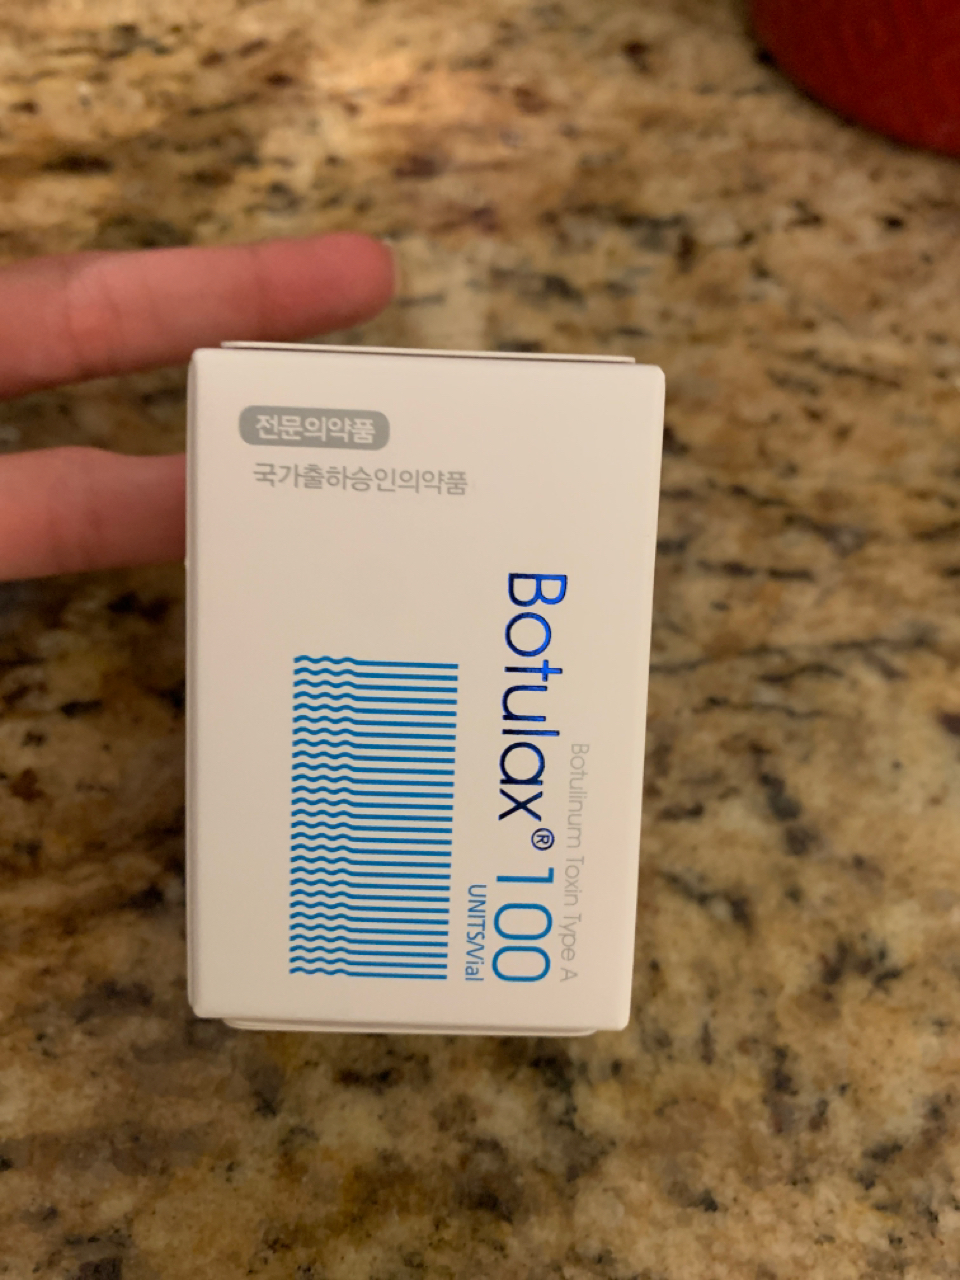 전문의약품
국가출하승인의약품
Botulinum Toxin Type A
Botulax® 100
UNITS/Vial